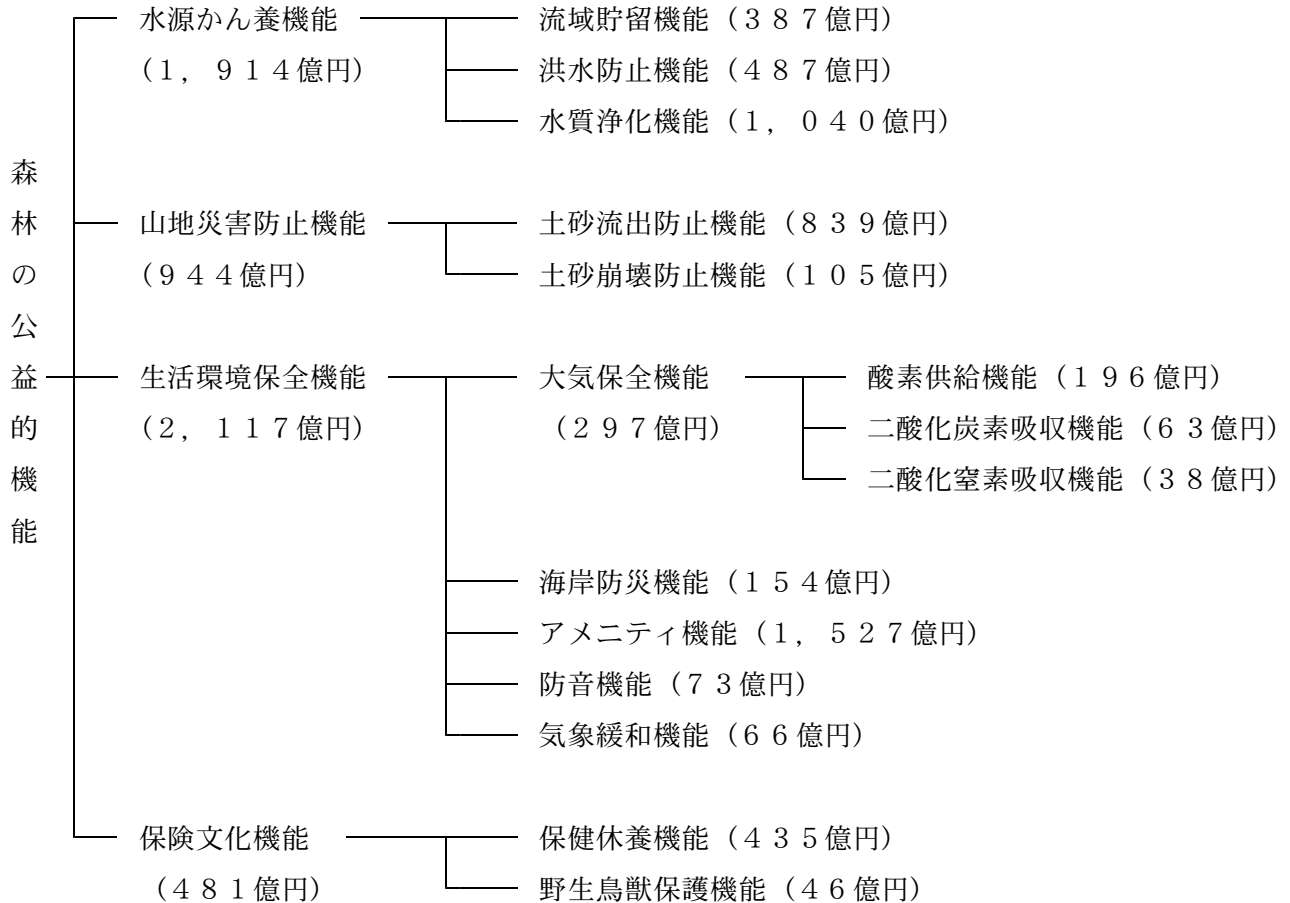 森林の公益的機能
水源かん養機能
(1,914億円)
流域貯留機能(387億円)
洪水防止機能(487億円)
水質浄化機能(1,040億円)
山地災害防止機能
(944億円)
土砂流出防止機能(839億円)
土砂崩壊防止機能(105億円)
生活環境保全機能
(2,117億円)
大気保全機能
(297億円)
酸素供給機能(196億円)
二酸化炭素吸収機能(63億円)
二酸化窒素吸収機能(38億円)
海岸防災機能(154億円)
アメニティ機能(1,527億円)
防音機能(73億円)
気象緩和機能(66億円)
保険文化機能
(481億円)
保健休養機能(435億円)
野生鳥獣保護機能(46億円)